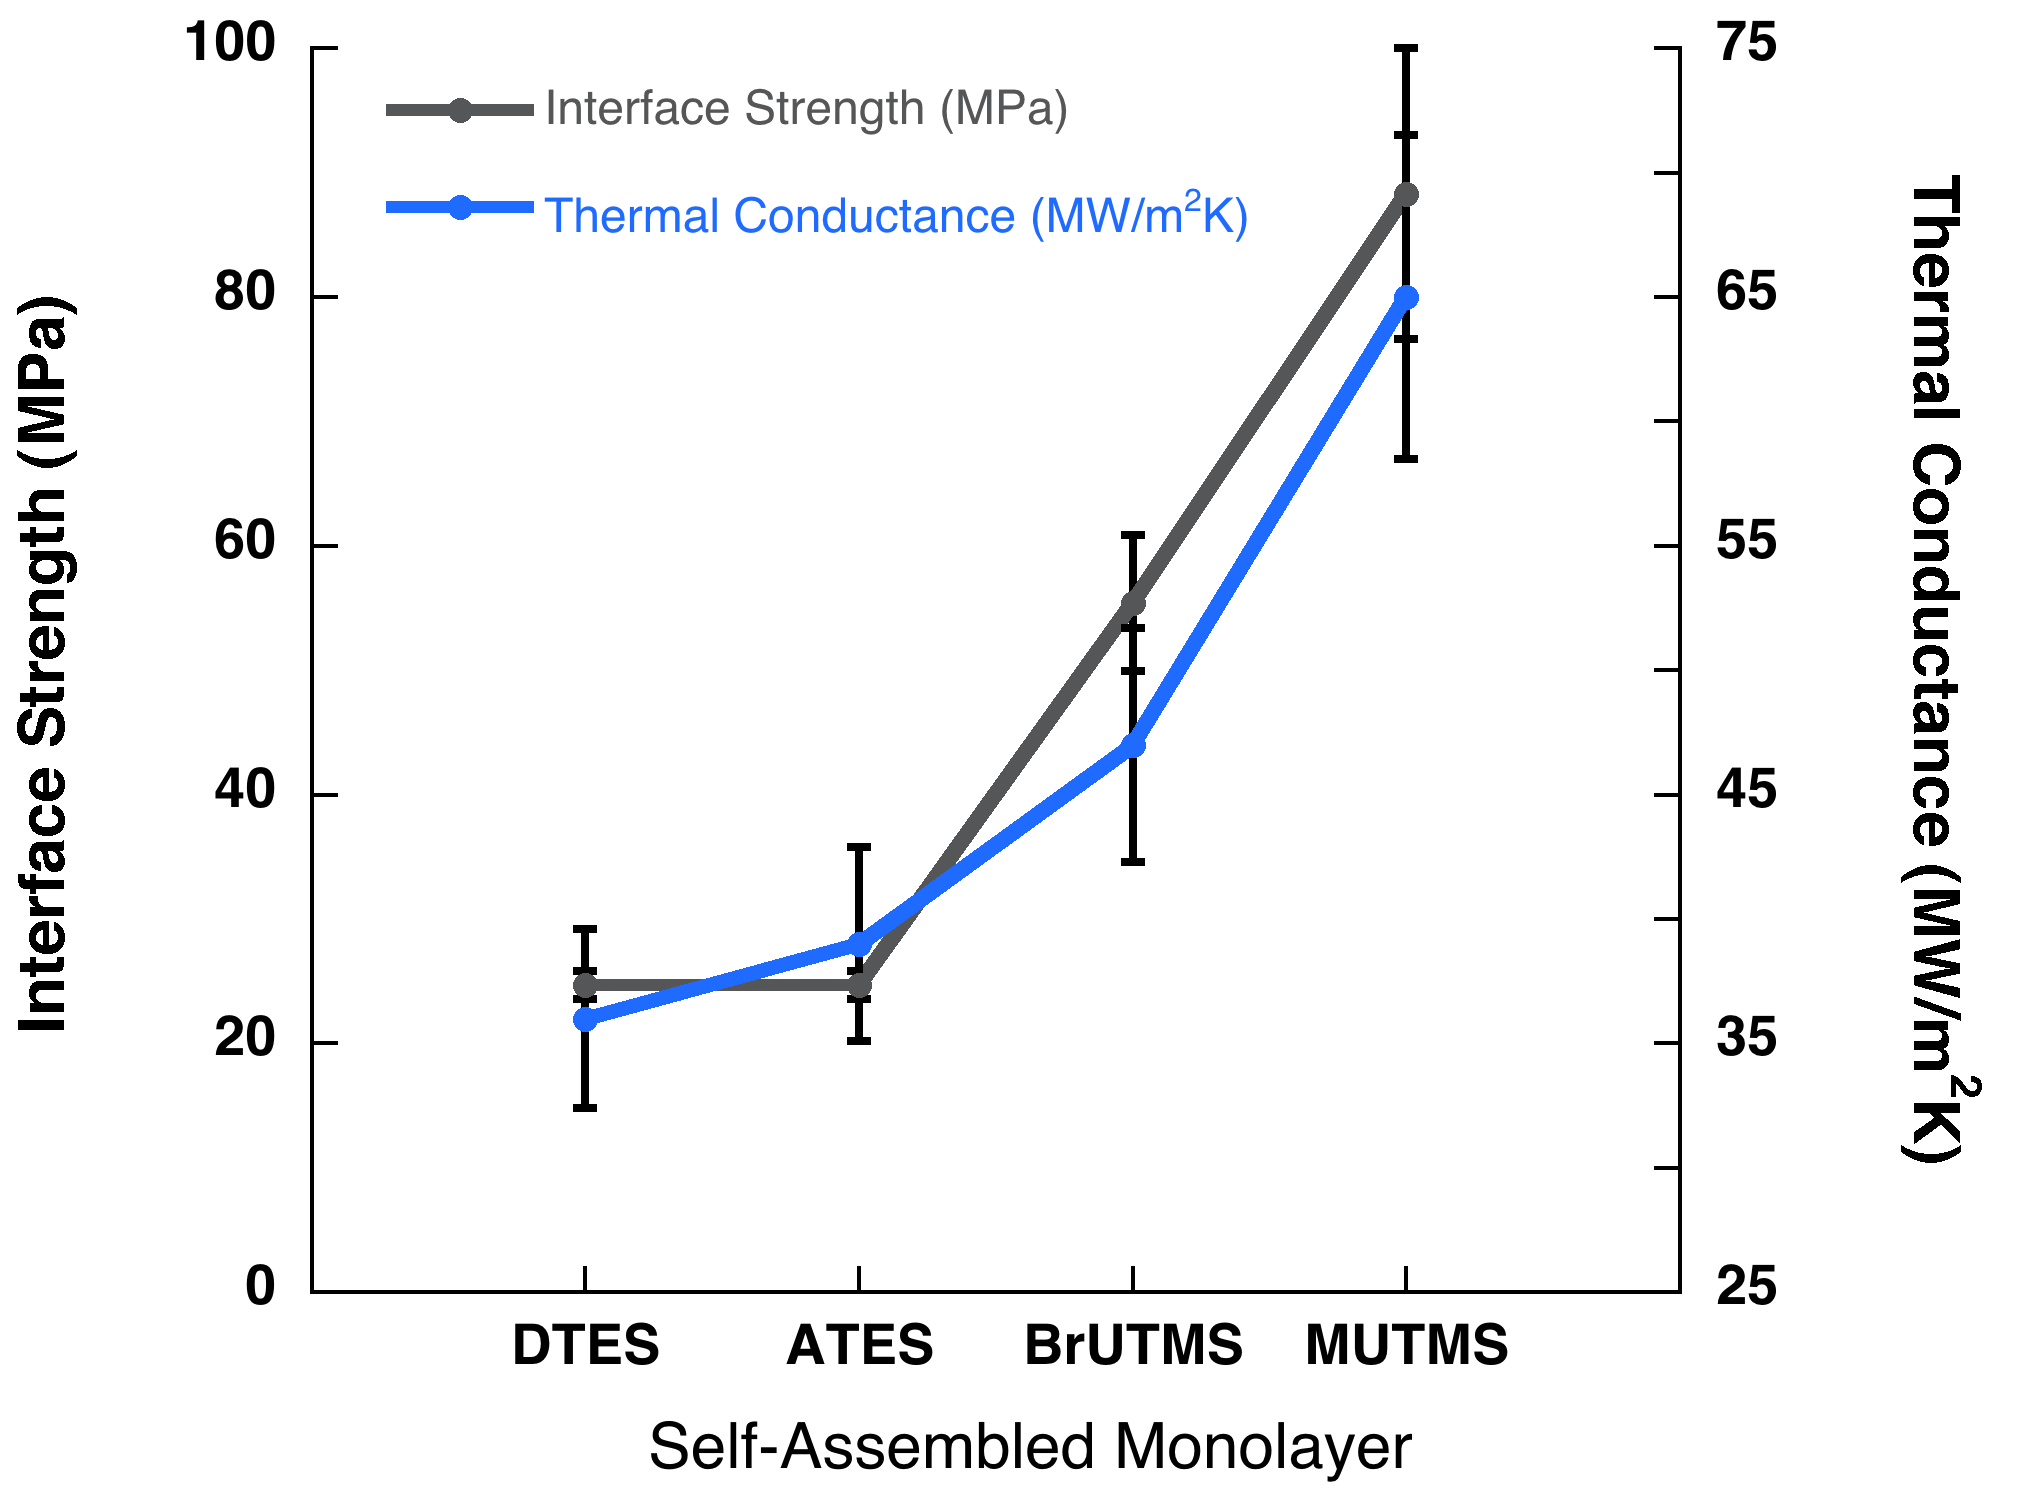 Interface Strength (MPa)
100
80
60
40
20
0
Interface Strength (MPa)
Thermal Conductance (MW/m²K)
75
65
55
45
35
25
Thermal Conductance (MW/m²K)
DTES ATES BrUTMS MUTMS
Self-Assembled Monolayer